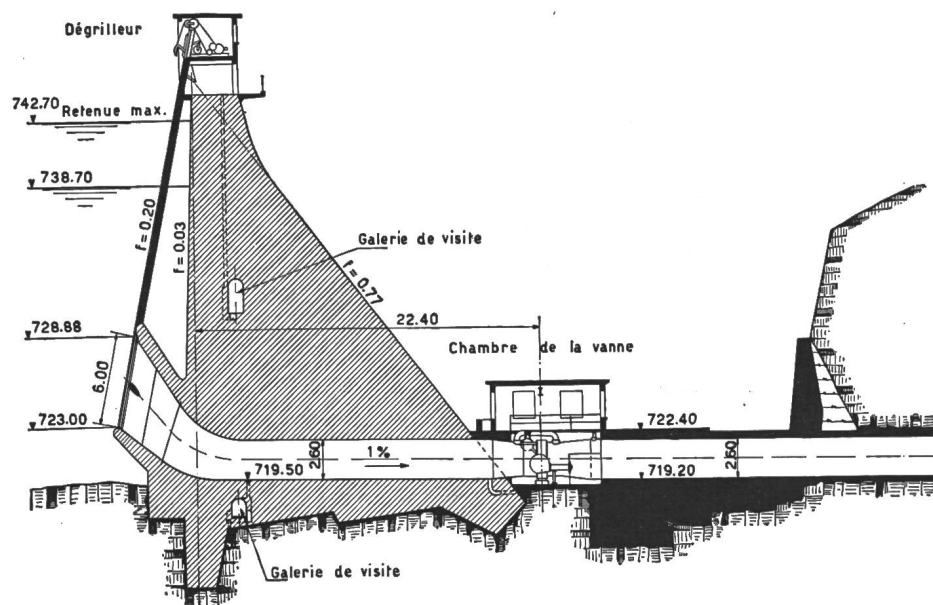 Dégrilleur
742.70
Retenue max.
738.70
f=0.20
f=0.03
Galerie de visite
f=0.77
728.88
22.40
Chambre de la vanne
6.00
723.00
722.40
2.60
1%
719.50
719.20
2.60
Galerie de visite